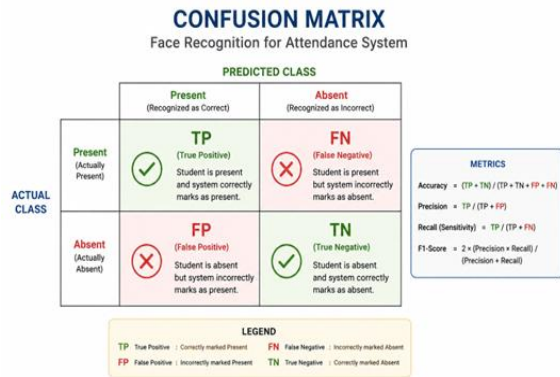 CONFUSION MATRIX
Face Recognition for Attendance System
PREDICTED CLASS
Present
(Recognized as Correct)
Absent
(Recognized as Incorrect)
ACTUAL
CLASS
Present
(Actually
Present)
TP
(True Positive)
Student is present
and system correctly
marks as present.
FN
(False Negative)
Student is present
but system incorrectly
marks as absent.
Absent
(Actually
Absent)
FP
(False Positive)
Student is absent
but system incorrectly
marks as present.
TN
(True Negative)
Student is absent
and system correctly
marks as absent.
METRICS
Accuracy = (TP + TN) / (TP + TN + FP + FN)
Precision = TP / (TP + FP)
Recall (Sensitivity) = TP / (TP + FN)
F1-Score = 2 × (Precision × Recall) /
(Precision + Recall)
LEGEND
TP True Positive : Correctly marked Present
FN False Negative : Incorrectly marked Absent
FP False Positive : Incorrectly marked Present
TN True Negative : Correctly marked Absent